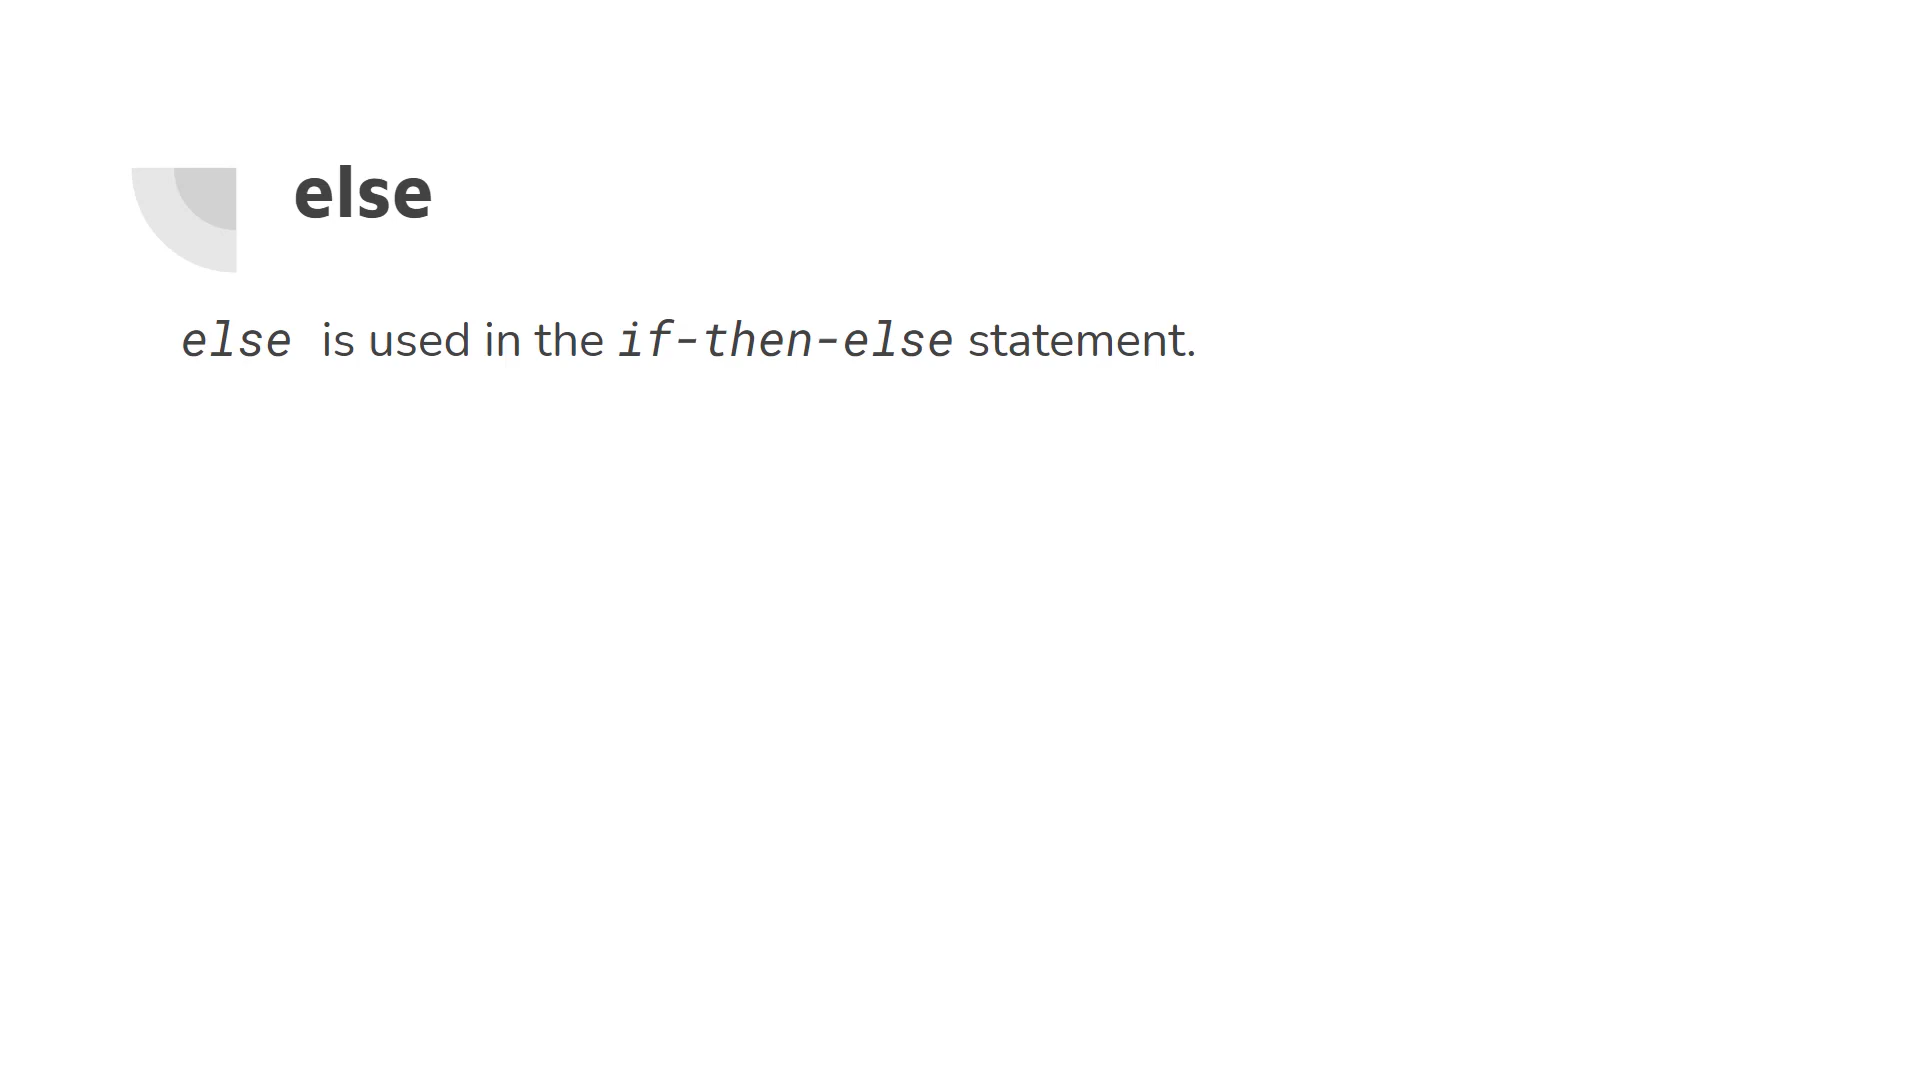 else
else is used in the if-then-else statement.